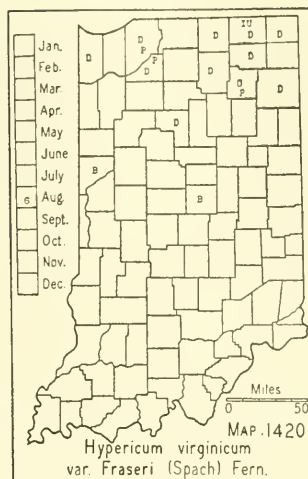 Jan.
Feb.
Mar.
Apr.
May
June
July
6 Aug.
Sept.
Oct.
Nov.
Dec.
IU
D D D D
P
P
D D D D
P D
D
B
B
Miles
0 50
MAP 1420
Hypericum virginicum
var. Fraseri (Spach) Fern.